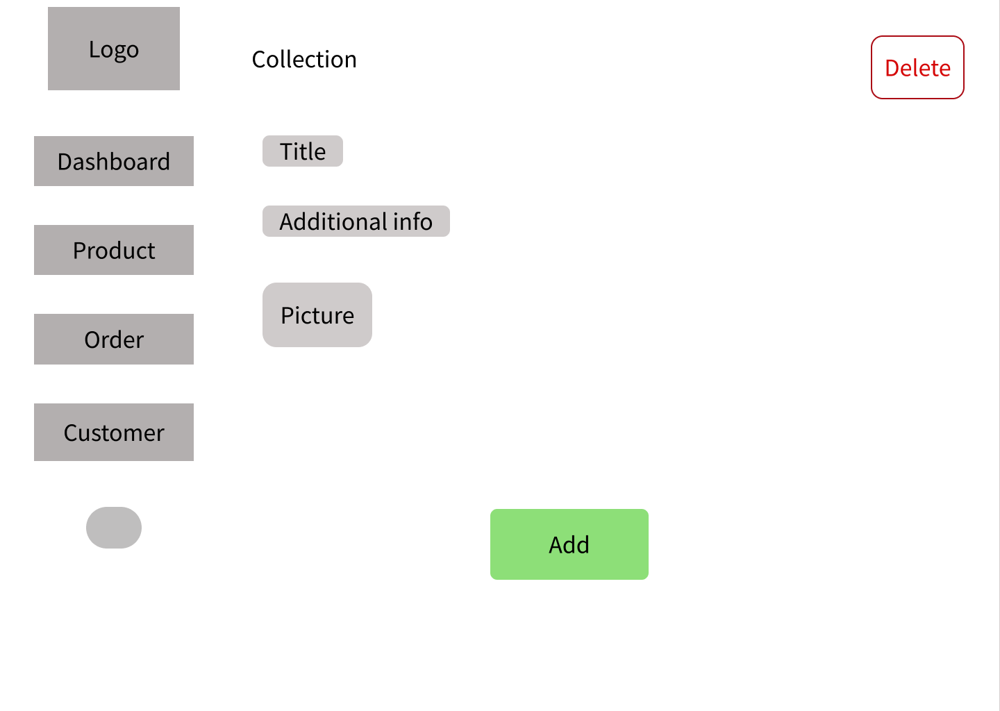 Logo
Collection
Delete
Dashboard
Title
Additional info
Product
Picture
Order
Customer
Add